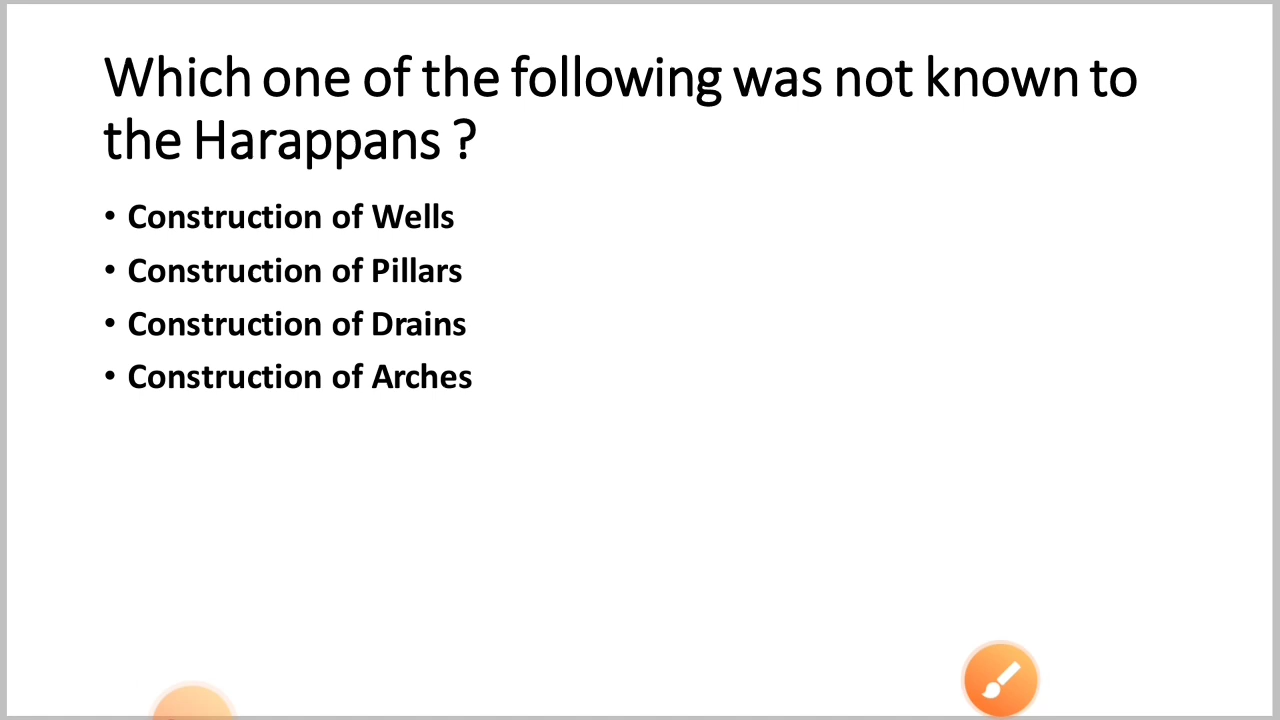 Which one of the following was not known to
the Harappans ?
• Construction of Wells
• Construction of Pillars
• Construction of Drains
• Construction of Arches